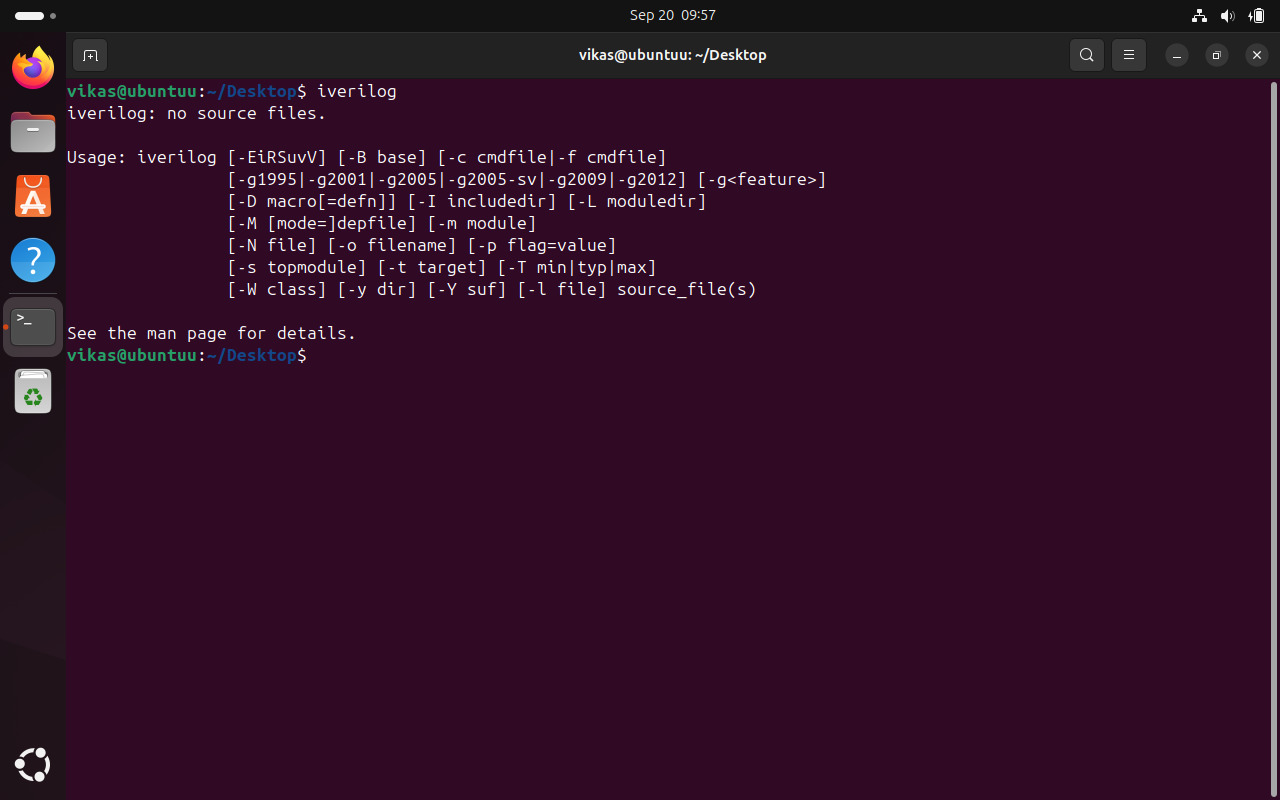 Sep 20 09:57
vikas@ubuntuu: ~/Desktop
vikas@ubuntuu:~/Desktop$ iverilog
iverilog: no source files.
Usage: iverilog [-EiRSuvV] [-B base] [-c cmdfile|-f cmdfile]
[-g1995|-g2001|-g2005|-g2005-sv|-g2009|-g2012] [-g<feature>]
[-D macro[=defn]] [-I includedir] [-L moduledir]
[-M [mode=]depfile] [-m module]
[-N file] [-o filename] [-p flag=value]
[-s topmodule] [-t target] [-T min|typ|max]
[-W class] [-y dir] [-Y suf] [-l file] source_file(s)
See the man page for details.
vikas@ubuntuu:~/Desktop$